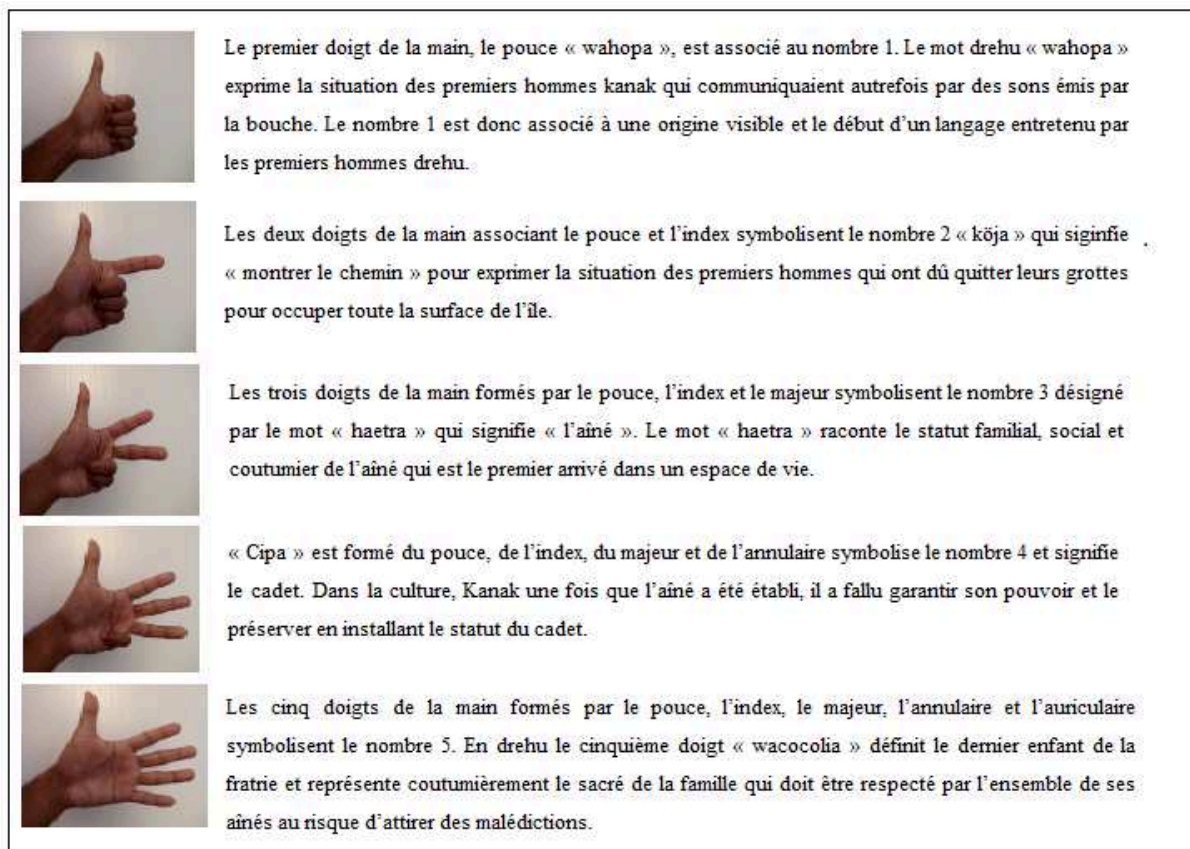 Le premier doigt de la main, le pouce « wahopa », est associé au nombre 1. Le mot drehu « wahopa »
exprime la situation des premiers hommes kanak qui communiquaient autrefois par des sons émis par
la bouche. Le nombre 1 est donc associé à une origine visible et le début d'un langage entretenu par
les premiers hommes drehu.
Les deux doigts de la main associant le pouce et l'index symbolisent le nombre 2 « köja » qui siginfie .
« montrer le chemin » pour exprimer la situation des premiers hommes qui ont dû quitter leurs grottes
pour occuper toute la surface de l'île.
Les trois doigts de la main formés par le pouce, l'index et le majeur symbolisent le nombre 3 désigné
par le mot « haetra » qui signifie « l'aîné ». Le mot « haetra » raconte le statut familial, social et
coutumier de l'aîné qui est le premier arrivé dans un espace de vie.
« Cipa » est formé du pouce, de l'index, du majeur et de l'annulaire symbolise le nombre 4 et signifie
le cadet. Dans la culture, Kanak une fois que l'aîné a été établi, il a fallu garantir son pouvoir et le
préserver en installant le statut du cadet.
Les cinq doigts de la main formés par le pouce, l'index, le majeur, l'annulaire et l'auriculaire
symbolisent le nombre 5. En drehu le cinquième doigt « wacocolia » définit le dernier enfant de la
fratrie et représente coutumièrement le sacré de la famille qui doit être respecté par l'ensemble de ses
aînés au risque d'attirer des malédictions.